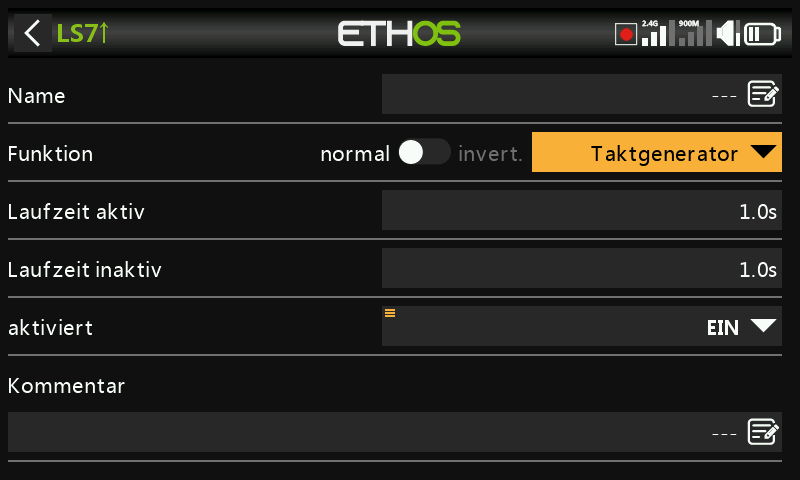 LS7↑
ETHOS
2.4G
900M
Name
---
Funktion
normal
invert.
Taktgenerator
Laufzeit aktiv
1.0s
Laufzeit inaktiv
1.0s
aktiviert
EIN
Kommentar
---